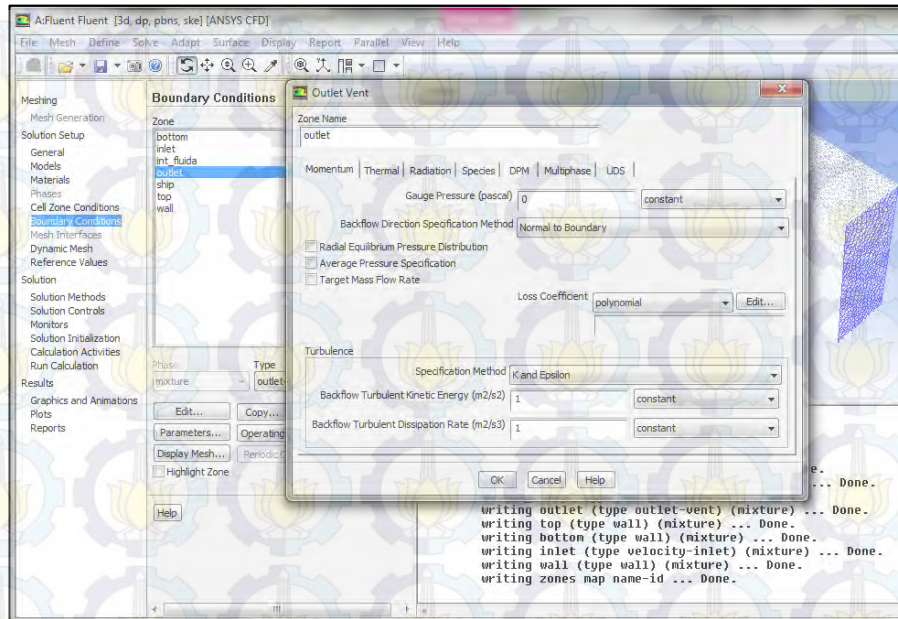 A:Fluent Fluent [3d, dp, pbns, ske] [ANSYS CFD]
File Mesh Define Solve Adapt Surface Display Report Parallel View Help
Meshing
Mesh Generation
Solution Setup
General
Models
Materials
Phases
Cell Zone Conditions
Boundary Conditions
Mesh Interfaces
Dynamic Mesh
Reference Values
Solution
Solution Methods
Solution Controls
Monitors
Solution Initialization
Calculation Activities
Run Calculation
Results
Graphics and Animations
Plots
Reports
Boundary Conditions
Zone
bottom
inlet
int_fluida
outlet
ship
top
wall
Phase Type
mixture outlet-
Edit... Copy...
Parameters... Operating
Display Mesh... Periodic C
Highlight Zone
Help
Outlet Vent
Zone Name
outlet
Momentum Thermal Radiation Species DPM Multiphase UDS
Gauge Pressure (pascal) 0 constant
Backflow Direction Specification Method Normal to Boundary
Radial Equilibrium Pressure Distribution
Average Pressure Specification
Target Mass Flow Rate
Loss Coefficient polynomial Edit...
Turbulence
Specification Method K and Epsilon
Backflow Turbulent Kinetic Energy (m2/s2) 1 constant
Backflow Turbulent Dissipation Rate (m2/s3) 1 constant
OK Cancel Help
e.
... Done.
writing outlet (type outlet-vent) (mixture) ... Done.
writing top (type wall) (mixture) ... Done.
writing bottom (type wall) (mixture) ... Done.
writing inlet (type velocity-inlet) (mixture) ... Done.
writing wall (type wall) (mixture) ... Done.
writing zones map name-id ... Done.